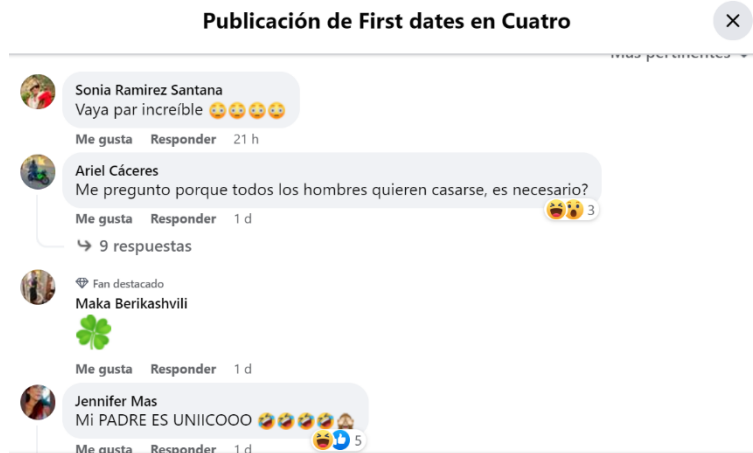 Publicación de First dates en Cuatro
Más pertinentes
Sonia Ramirez Santana
Vaya par increíble 😳😳😳😳
Me gusta Responder 21 h
Ariel Cáceres
Me pregunto porque todos los hombres quieren casarse, es necesario?
3
Me gusta Responder 1 d
9 respuestas
Fan destacado
Maka Berikashvili
🍀
Me gusta Responder 1 d
Jennifer Mas
Mi PADRE ES UNIICOOO 🤣🤣🤣🤣🙈
5
Me gusta Responder 1 d